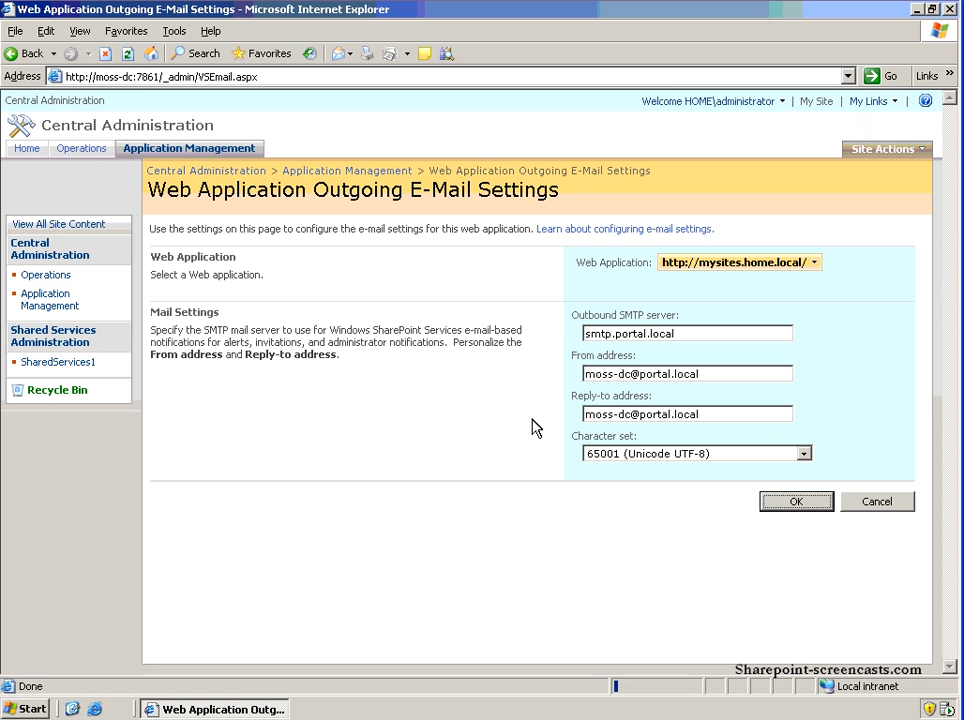 Web Application Outgoing E-Mail Settings - Microsoft Internet Explorer
File Edit View Favorites Tools Help
Back Search Favorites
Address http://moss-dc:7861/_admin/VSEmail.aspx Go Links »
Central Administration Welcome HOME\administrator | My Site | My Links |
Central Administration
Home Operations Application Management Site Actions
Central Administration > Application Management > Web Application Outgoing E-Mail Settings
Web Application Outgoing E-Mail Settings
View All Site Content
Central
Administration
Operations
Application
Management
Shared Services
Administration
SharedServices1
Recycle Bin
Use the settings on this page to configure the e-mail settings for this web application. Learn about configuring e-mail settings.
Web Application
Select a Web application.
Web Application: http://mysites.home.local/
Mail Settings
Specify the SMTP mail server to use for Windows SharePoint Services e-mail-based
notifications for alerts, invitations, and administrator notifications. Personalize the
From address and Reply-to address.
Outbound SMTP server:
smtp.portal.local
From address:
moss-dc@portal.local
Reply-to address:
moss-dc@portal.local
Character set:
65001 (Unicode UTF-8)
OK Cancel
Sharepoint-screencasts.com
Done Local intranet
Start Web Application Outg...